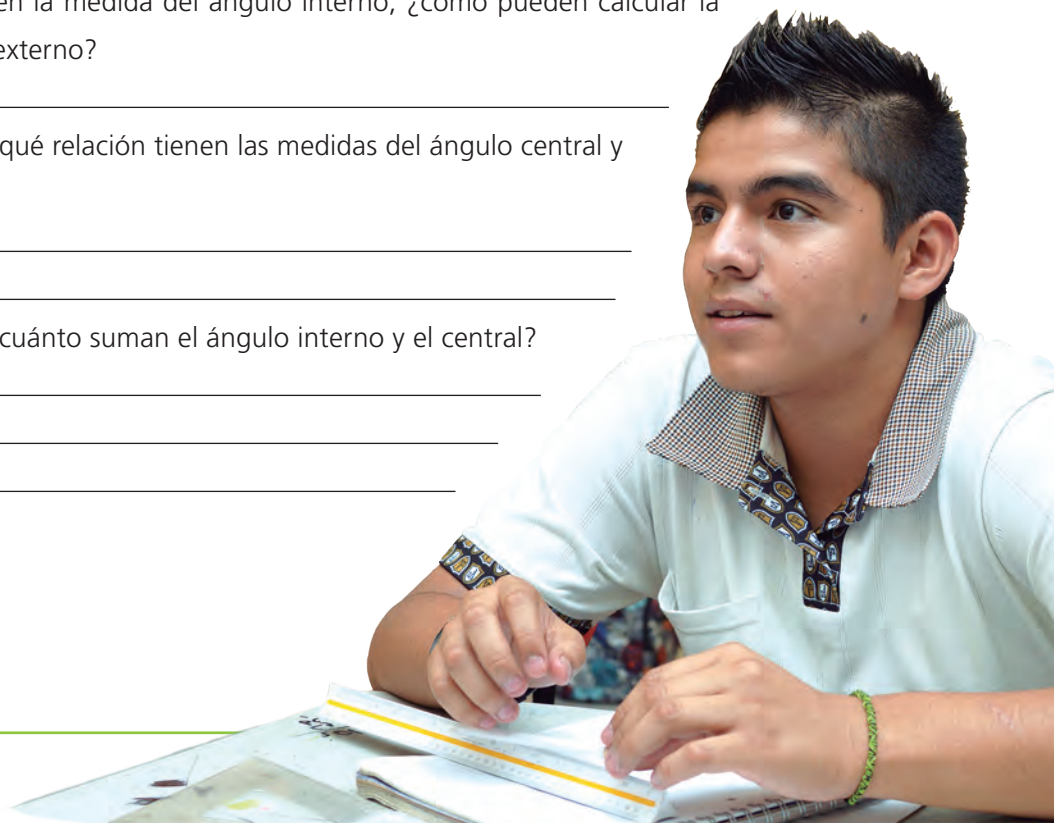 en la medida del ángulo interno, ¿cómo pueden calcular la
externo?
qué relación tienen las medidas del ángulo central y
cuánto suman el ángulo interno y el central?